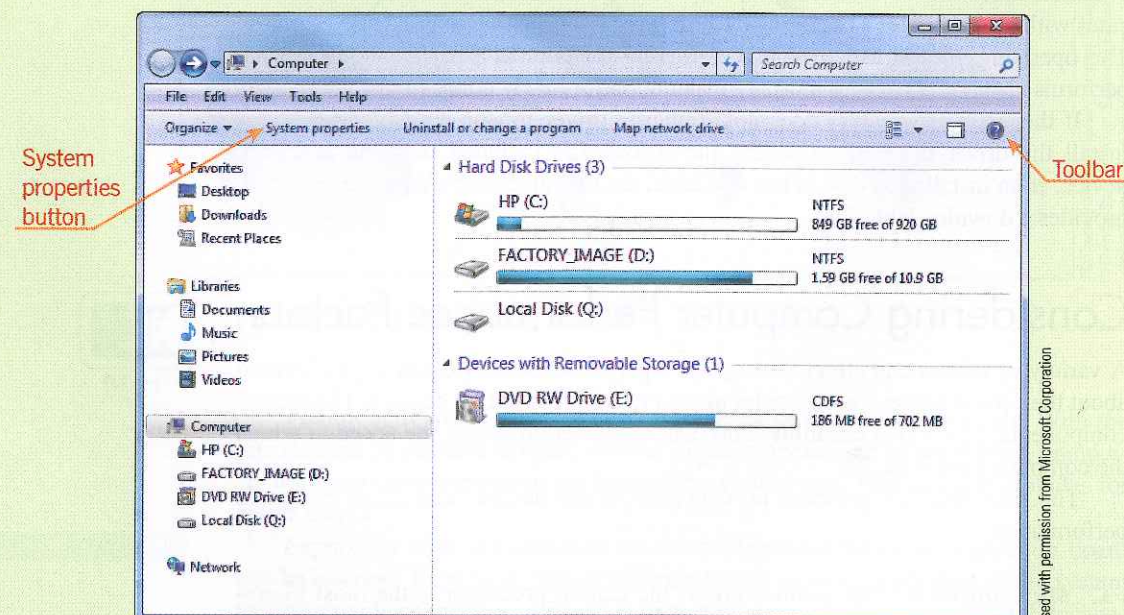 Computer
Search Computer
File Edit View Tools Help
Organize System properties Uninstall or change a program Map network drive
System
properties
button
Toolbar
Favorites
Desktop
Downloads
Recent Places
Libraries
Documents
Music
Pictures
Videos
Computer
HP (C:)
FACTORY_IMAGE (D:)
DVD RW Drive (E:)
Local Disk (Q:)
Network
Hard Disk Drives (3)
HP (C:)
NTFS
849 GB free of 920 GB
FACTORY_IMAGE (D:)
NTFS
1.59 GB free of 10.9 GB
Local Disk (Q:)
Devices with Removable Storage (1)
DVD RW Drive (E:)
CDFS
186 MB free of 702 MB
with permission from Microsoft Corporation